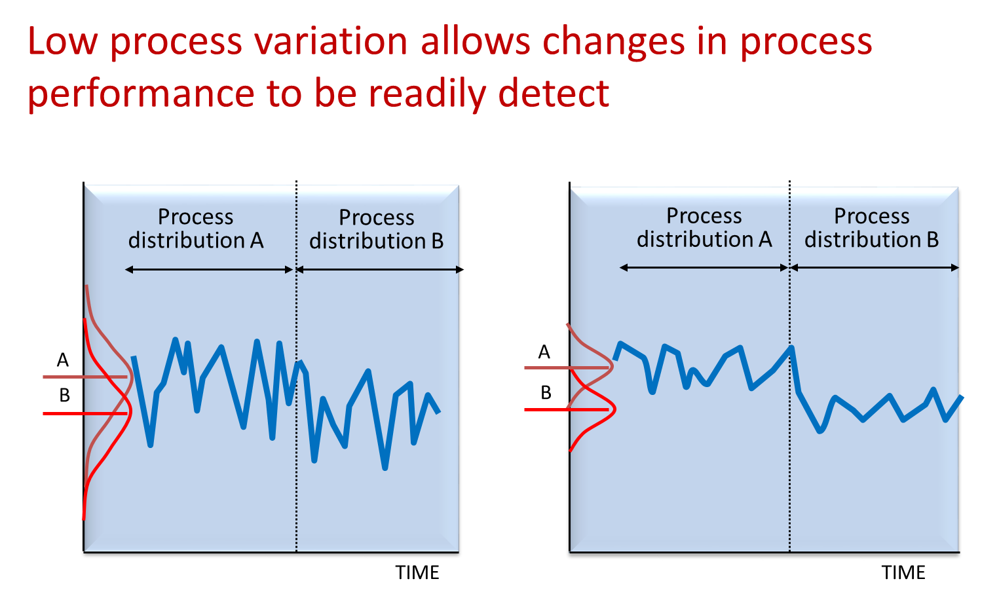 Low process variation allows changes in process
performance to be readily detect
Process
distribution A
Process
distribution B
A
B
TIME
Process
distribution A
Process
distribution B
A
B
TIME